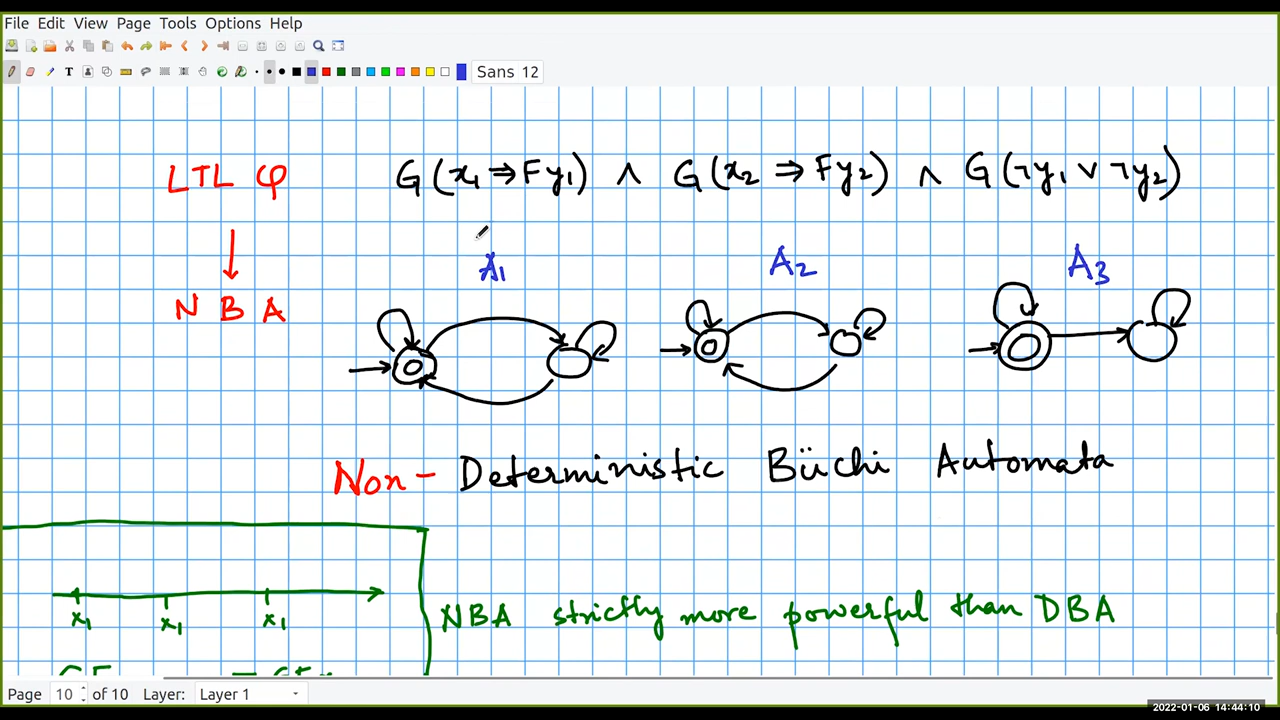 File Edit View Page Tools Options Help
T Sans 12
LTL φ G(x₁ ⇒ Fy₁) ∧ G(x₂ ⇒ Fy₂) ∧ G(¬y₁ ∨ ¬y₂)
A₁ A₂ A₃
N B A
Non- Deterministic Büchi Automata
x₁ x₁ x₁
NBA strictly more powerful than DBA
Page 10 of 10 Layer: Layer 1
2022-01-06 14:44:10